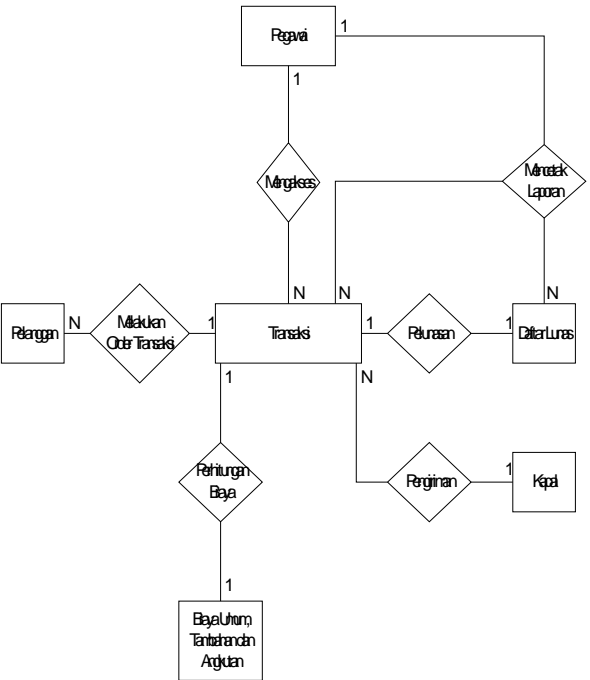 Pegawai
1
1
Mengakses
Mencetak
Laporan
N
N
N
Pelanggan
N
Melakukan
Order Transaksi
1
Transaksi
1
Pelunasan
1
Daftar Lunas
1
N
Perhitungan
Biaya
Pengiriman
1
Kapal
1
Biaya Umum,
Tambahan dan
Angkutan